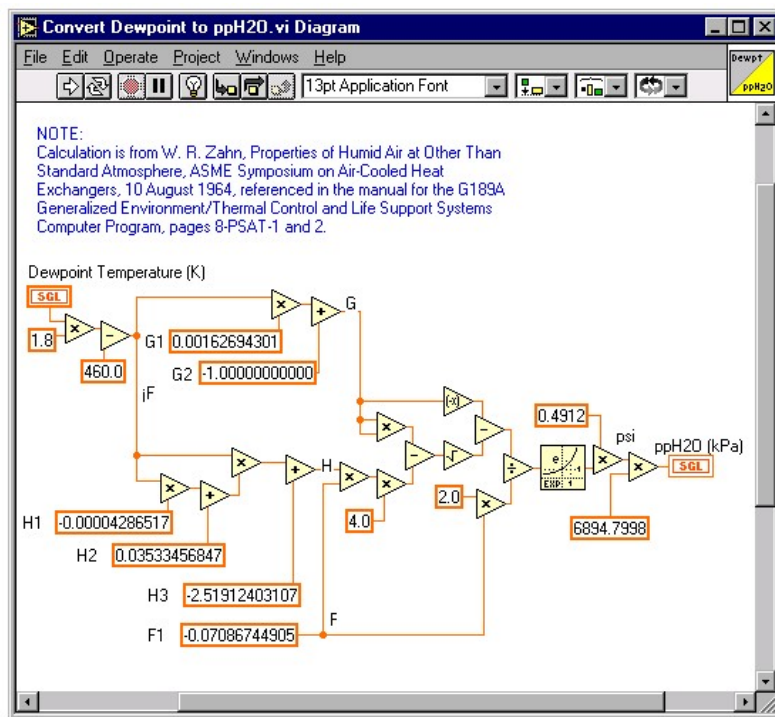 Convert Dewpoint to ppH2O.vi Diagram
File Edit Operate Project Windows Help
13pt Application Font
Dewpt
ppH2O
NOTE:
Calculation is from W. R. Zahn, Properties of Humid Air at Other Than
Standard Atmosphere, ASME Symposium on Air-Cooled Heat
Exchangers, 10 August 1964, referenced in the manual for the G189A
Generalized Environment/Thermal Control and Life Support Systems
Computer Program, pages 8-PSAT-1 and 2.
Dewpoint Temperature (K)
SGL
1.8
460.0
jF
G1 0.00162694301
G2 -1.00000000000
G
H1 -0.00004286517
H2 0.03533456847
H3 -2.51912403107
F1 -0.07086744905
H
F
4.0
2.0
(-x)
e
-1
EXP 1
0.4912
psi
6894.7998
ppH2O (kPa)
SGL